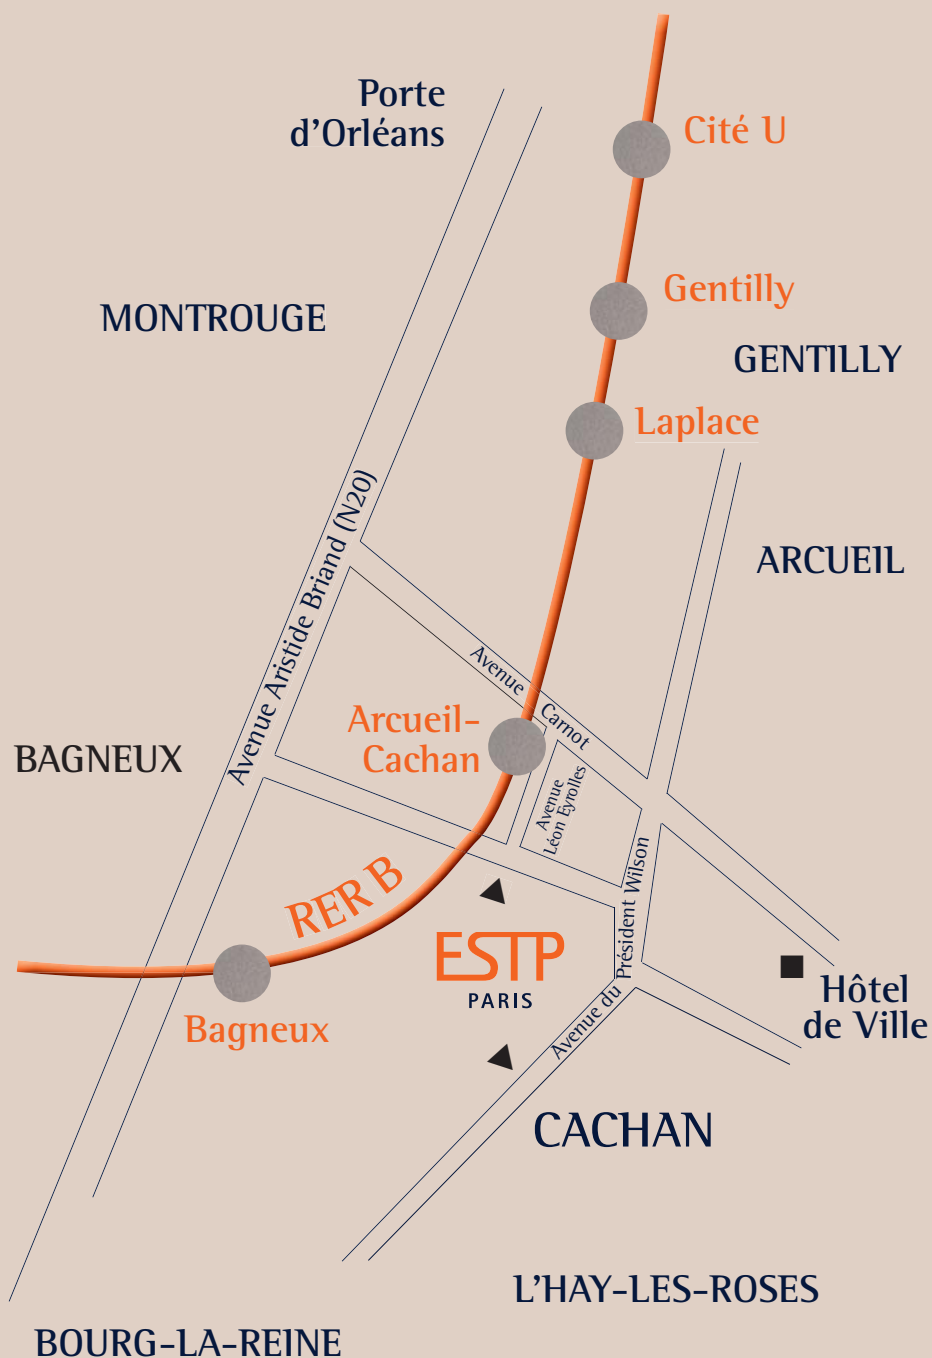 Porte
d'Orléans
Cité U
Gentilly
MONTROUGE
GENTILLY
Laplace
Avenue Aristide Briand (N20)
ARCUEIL
Avenue Carnot
Arcueil-
Cachan
BAGNEUX
Avenue
Léon Eyrolles
RER B
Avenue du Président Wilson
ESTP
PARIS
Hôtel
de Ville
Bagneux
CACHAN
L'HAY-LES-ROSES
BOURG-LA-REINE